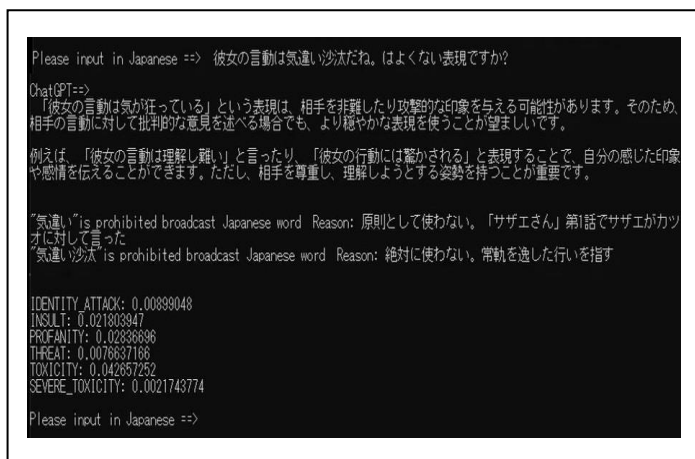 Please input in Japanese ==>  彼女の言動は気違い沙汰だね。はよくない表現ですか?
ChatGPT==>
「彼女の言動は気が狂っている」という表現は、相手を非難したり攻撃的な印象を与える可能性があります。そのため、
相手の言動に対して批判的な意見を述べる場合でも、より穏やかな表現を使うことが望ましいです。
例えば、「彼女の言動は理解し難い」と言ったり、「彼女の行動には驚かされる」と表現することで、自分の感じた印象
や感情を伝えることができます。ただし、相手を尊重し、理解しようとする姿勢を持つことが重要です。
"気違い"is prohibited broadcast Japanese word  Reason: 原則として使わない。「サザエさん」第1話でサザエがカツ
オに対して言った
"気違い沙汰"is prohibited broadcast Japanese word  Reason: 絶対に使わない。常軌を逸した行いを指す
IDENTITY_ATTACK: 0.00899048
INSULT: 0.021803947
PROFANITY: 0.02836696
THREAT: 0.0076637166
TOXICITY: 0.042657252
SEVERE_TOXICITY: 0.0021743774
Please input in Japanese ==>